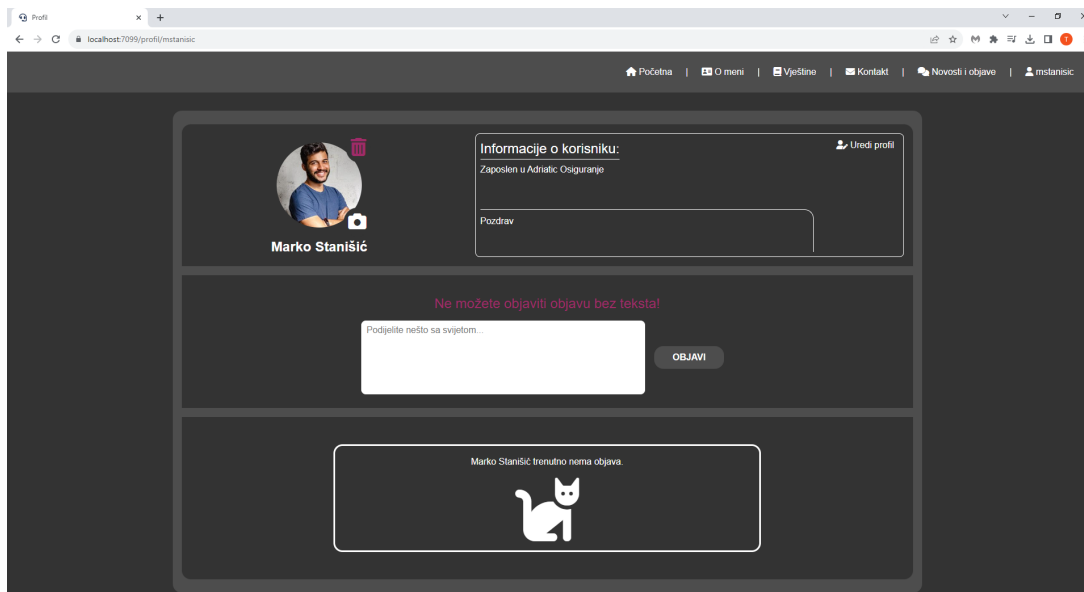 Profil
localhost:7099/profil/mstanisic
T
Početna | O meni | Vještine | Kontakt | Novosti i objave | mstanisic
Informacije o korisniku:
Uredi profil
Zaposlen u Adriatic Osiguranje
Pozdrav
Marko Stanišić
Ne možete objaviti objavu bez teksta!
Podijelite nešto sa svijetom...
OBJAVI
Marko Stanišić trenutno nema objava.